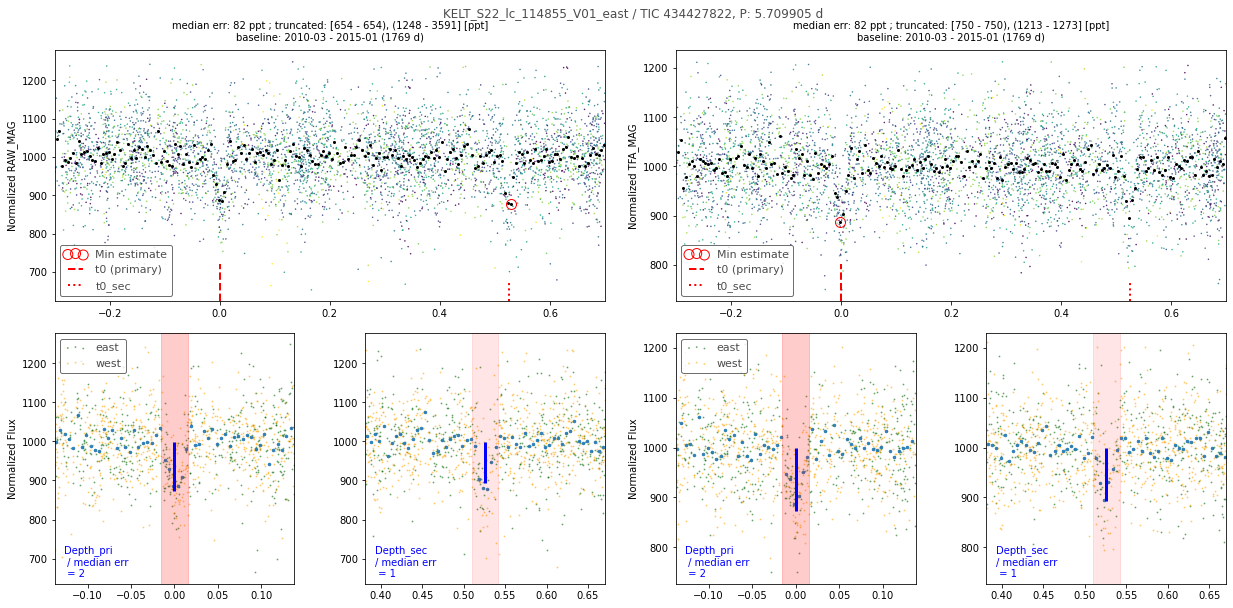 KELT_S22_lc_114855_V01_east / TIC 434427822, P: 5.709905 d
median err: 82 ppt ; truncated: [654 - 654), (1248 - 3591] [ppt]
baseline: 2010-03 - 2015-01 (1769 d)
Normalized RAW_MAG
1200
1100
1000
900
800
700
Min estimate
t0 (primary)
t0_sec
−0.2
0.0
0.2
0.4
0.6
median err: 82 ppt ; truncated: [750 - 750), (1213 - 1273] [ppt]
baseline: 2010-03 - 2015-01 (1769 d)
Normalized TFA_MAG
1200
1100
1000
900
800
Min estimate
t0 (primary)
t0_sec
−0.2
0.0
0.2
0.4
0.6
Normalized Flux
1200
1100
1000
900
800
700
east
west
Depth_pri
/ median err
= 2
−0.10
−0.05
0.00
0.05
0.10
1200
1100
1000
900
800
700
Depth_sec
/ median err
= 1
0.40
0.45
0.50
0.55
0.60
0.65
Normalized Flux
1200
1100
1000
900
800
east
west
Depth_pri
/ median err
= 2
−0.10
−0.05
0.00
0.05
0.10
1200
1100
1000
900
800
Depth_sec
/ median err
= 1
0.40
0.45
0.50
0.55
0.60
0.65